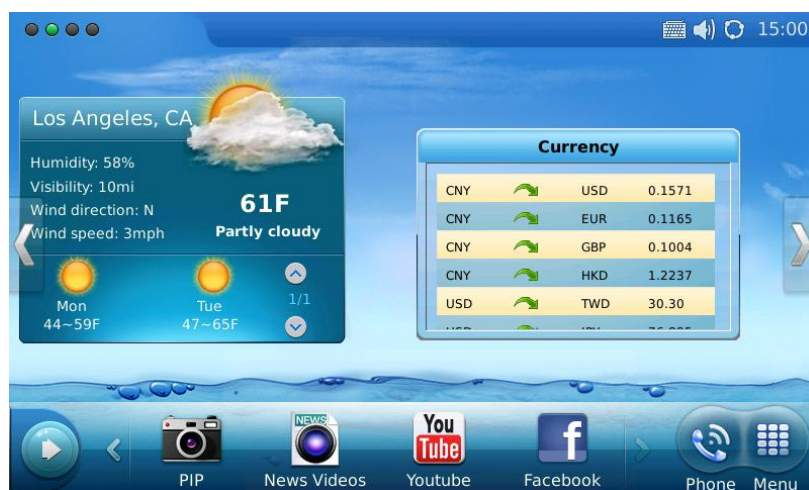 15:00
Los Angeles, CA
Humidity: 58%
Visibility: 10mi
Wind direction: N
Wind speed: 3mph
61F
Partly cloudy
Mon
44~59F
Tue
47~65F
1/1
Currency
CNY USD 0.1571
CNY EUR 0.1165
CNY GBP 0.1004
CNY HKD 1.2237
USD TWD 30.30
NEWS
You
Tube
f
PIP
News Videos
Youtube
Facebook
Phone
Menu